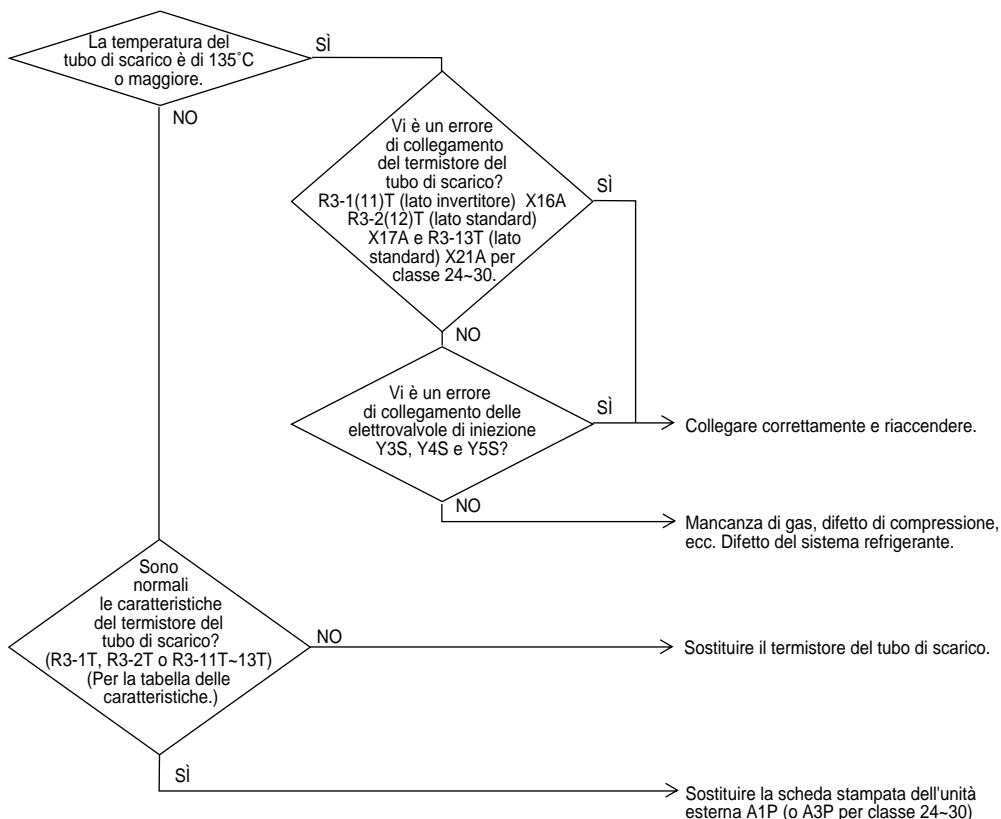 La temperatura del
tubo di scarico è di 135˚C
o maggiore.
SÌ
NO
Vi è un errore
di collegamento
del termistore del
tubo di scarico?
R3-1(11)T (lato invertitore) X16A
R3-2(12)T (lato standard)
X17A e R3-13T (lato
standard) X21A per
classe 24~30.
SÌ
NO
Vi è un errore
di collegamento delle
elettrovalvole di iniezione
Y3S, Y4S e Y5S?
SÌ
Collegare correttamente e riaccendere.
NO
Mancanza di gas, difetto di compressione,
ecc. Difetto del sistema refrigerante.
Sono
normali
le caratteristiche
del termistore del
tubo di scarico?
(R3-1T, R3-2T o R3-11T~13T)
(Per la tabella delle
caratteristiche.)
NO
Sostituire il termistore del tubo di scarico.
SÌ
Sostituire la scheda stampata dell'unità
esterna A1P (o A3P per classe 24~30)